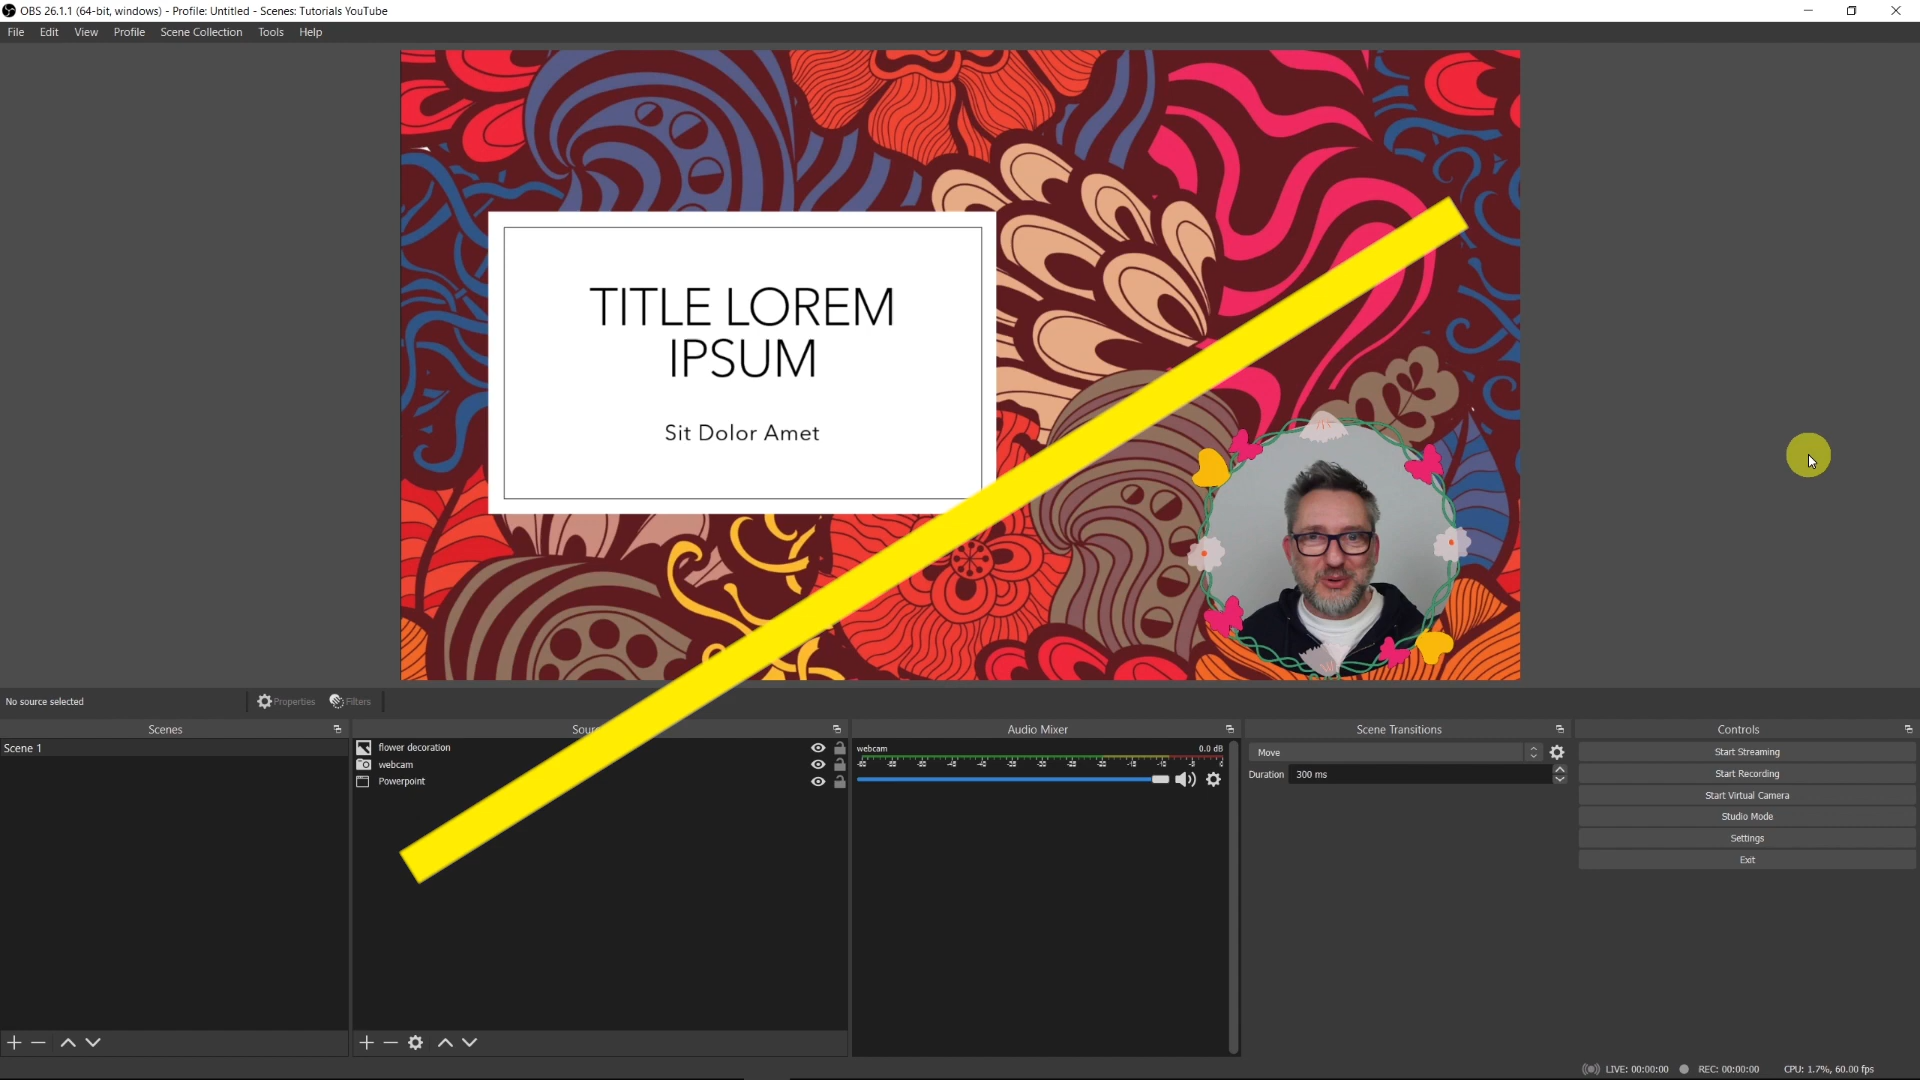 OBS 26.1.1 (64-bit, windows) - Profile: Untitled - Scenes: Tutorials YouTube
File Edit View Profile Scene Collection Tools Help
TITLE LOREM
IPSUM
Sit Dolor Amet
No source selected Properties Filters
Scenes
Scene 1
Sour
flower decoration
webcam
Powerpoint
Audio Mixer
webcam 0.0 dB
Scene Transitions
Move
Duration 300 ms
Controls
Start Streaming
Start Recording
Start Virtual Camera
Studio Mode
Settings
Exit
LIVE: 00:00:00 REC: 00:00:00 CPU: 1.7%, 60.00 fps